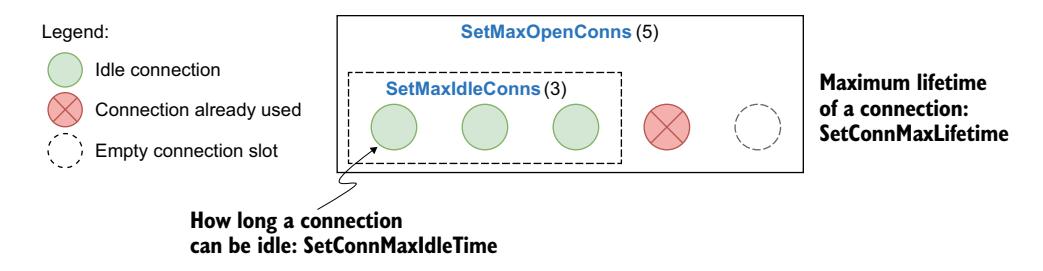 Legend:
Idle connection
Connection already used
Empty connection slot
SetMaxOpenConns (5)
SetMaxIdleConns (3)
Maximum lifetime
of a connection:
SetConnMaxLifetime
How long a connection
can be idle: SetConnMaxIdleTime